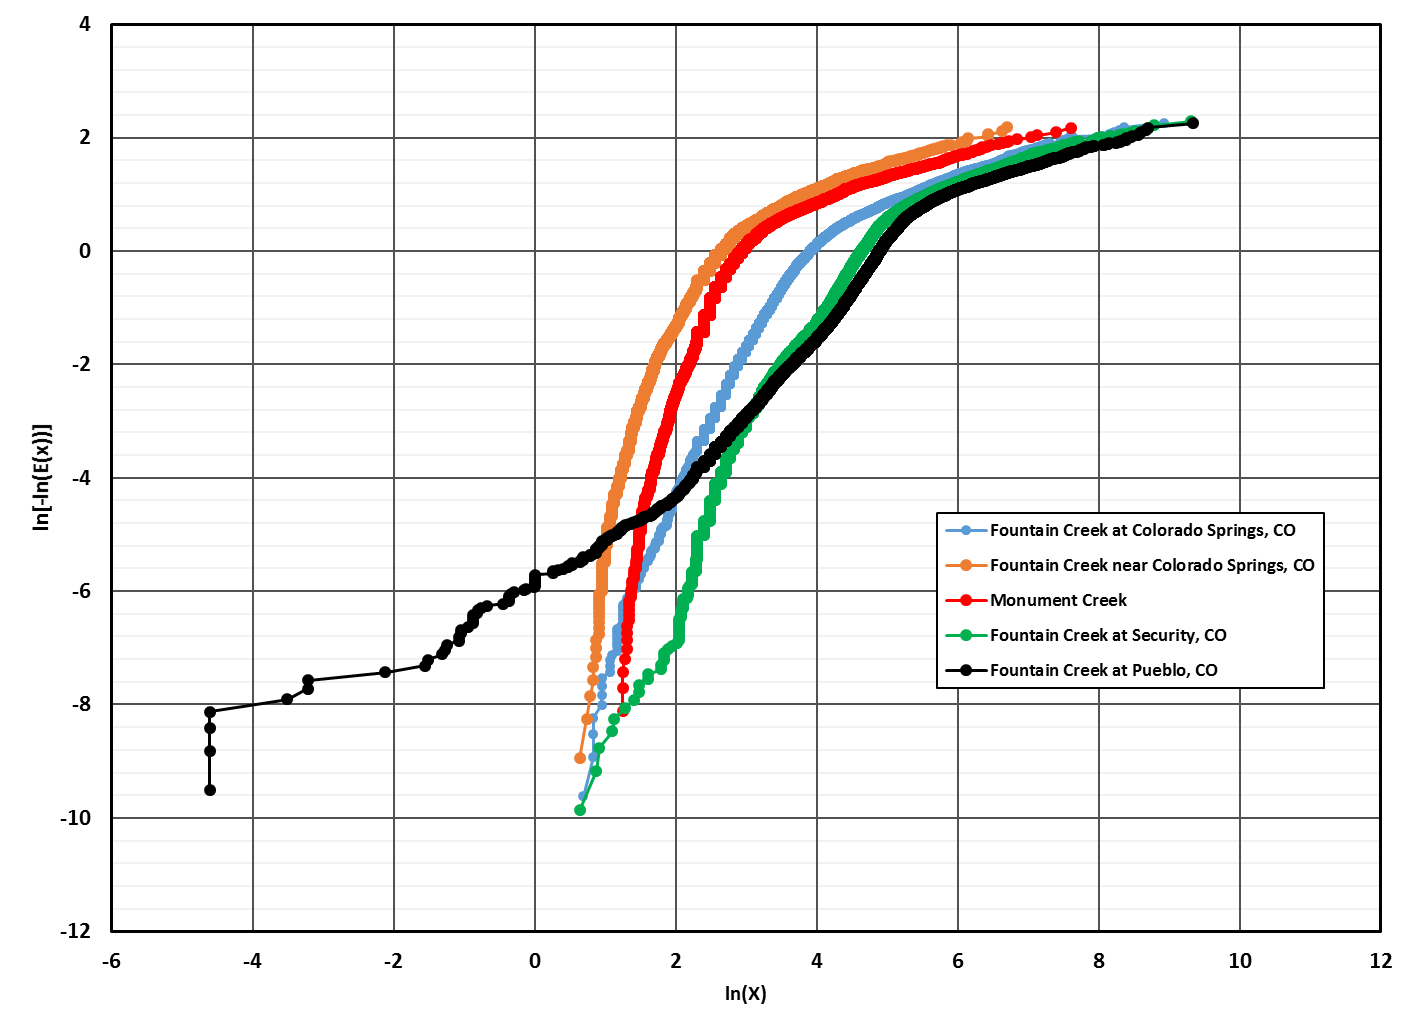 4
2
0
-2
-4
-6
-8
-10
-12
ln[-ln(E(x))]
Fountain Creek at Colorado Springs, CO
Fountain Creek near Colorado Springs, CO
Monument Creek
Fountain Creek at Security, CO
Fountain Creek at Pueblo, CO
-6 -4 -2 0 2 4 6 8 10 12
ln(X)